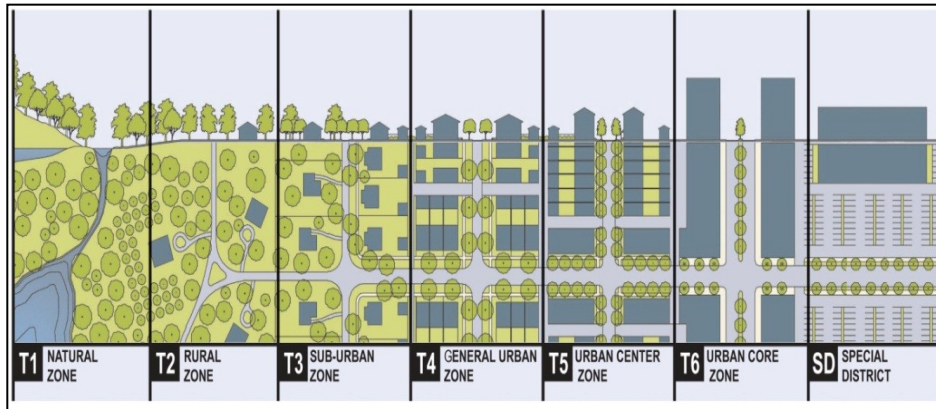 T1 NATURAL ZONE
T2 RURAL ZONE
T3 SUB-URBAN ZONE
T4 GENERAL URBAN ZONE
T5 URBAN CENTER ZONE
T6 URBAN CORE ZONE
SD SPECIAL DISTRICT